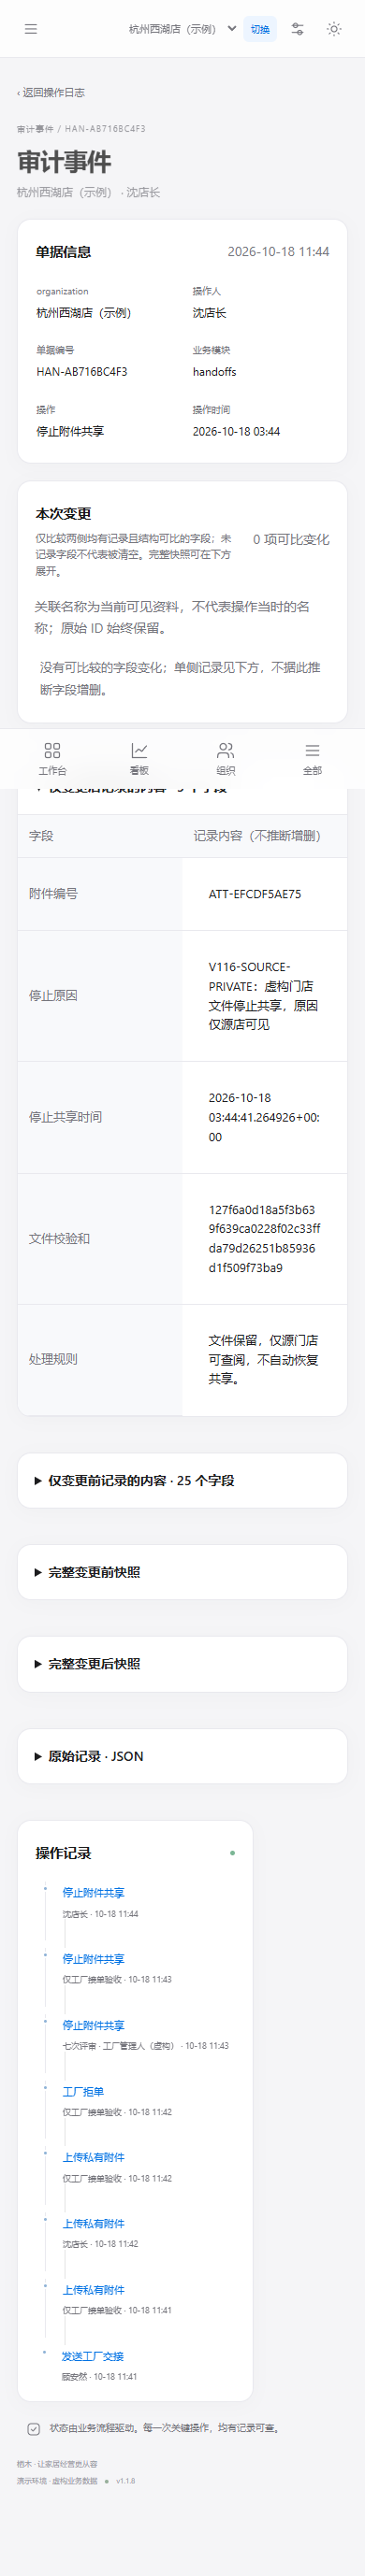 杭州西湖店（示例）
切换
‹ 返回操作日志
审计事件 / HAN-AB716BC4F3
审计事件
杭州西湖店（示例） · 沈店长
单据信息
2026-10-18 11:44
organization
操作人
杭州西湖店（示例）
沈店长
单据编号
业务模块
HAN-AB716BC4F3
handoffs
操作
操作时间
停止附件共享
2026-10-18 03:44
本次变更
仅比较两侧均有记录且结构可比的字段；未
记录字段不代表被清空。完整快照可在下方
展开。
0 项可比变化
关联名称为当前可见资料，不代表操作当时的名
称；原始 ID 始终保留。
没有可比较的字段变化；单侧记录见下方，不据此推
断字段增删。
工作台
看板
组织
全部
字段
记录内容（不推断增删）
附件编号
ATT-EFCDF5AE75
停止原因
V116-SOURCE-
PRIVATE：虚构门店
文件停止共享，原因
仅源店可见
停止共享时间
2026-10-18
03:44:41.264926+00:
00
文件校验和
127f6a0d18a5f3b63
9f639ca0228f02c33ff
da79d26251b85936
d1f509f73ba9
处理规则
文件保留，仅源门店
可查阅，不自动恢复
共享。
▶ 仅变更前记录的内容 · 25 个字段
▶ 完整变更前快照
▶ 完整变更后快照
▶ 原始记录 · JSON
操作记录
停止附件共享
沈店长 · 10-18 11:44
停止附件共享
仅工厂接单验收 · 10-18 11:43
停止附件共享
七次评审 · 工厂管理人（虚构） · 10-18 11:43
工厂拒单
仅工厂接单验收 · 10-18 11:42
上传私有附件
仅工厂接单验收 · 10-18 11:42
上传私有附件
沈店长 · 10-18 11:42
上传私有附件
仅工厂接单验收 · 10-18 11:41
发送工厂交接
顾安然 · 10-18 11:41
状态由业务流程驱动。每一次关键操作，均有记录可查。
柏木 · 让家居经营更从容
演示环境 · 虚构业务数据 ● v1.1.6